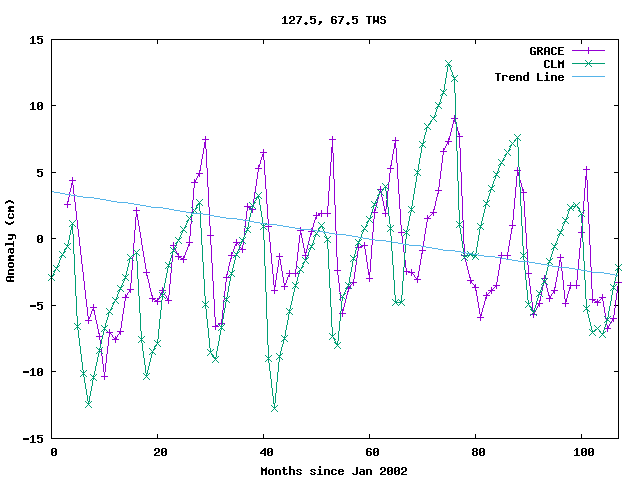 127.5, 67.5 TWS
GRACE
CLM
Trend Line
15
10
5
0
-5
-10
-15
Anomaly (cm)
0 20 40 60 80 100
Months since Jan 2002